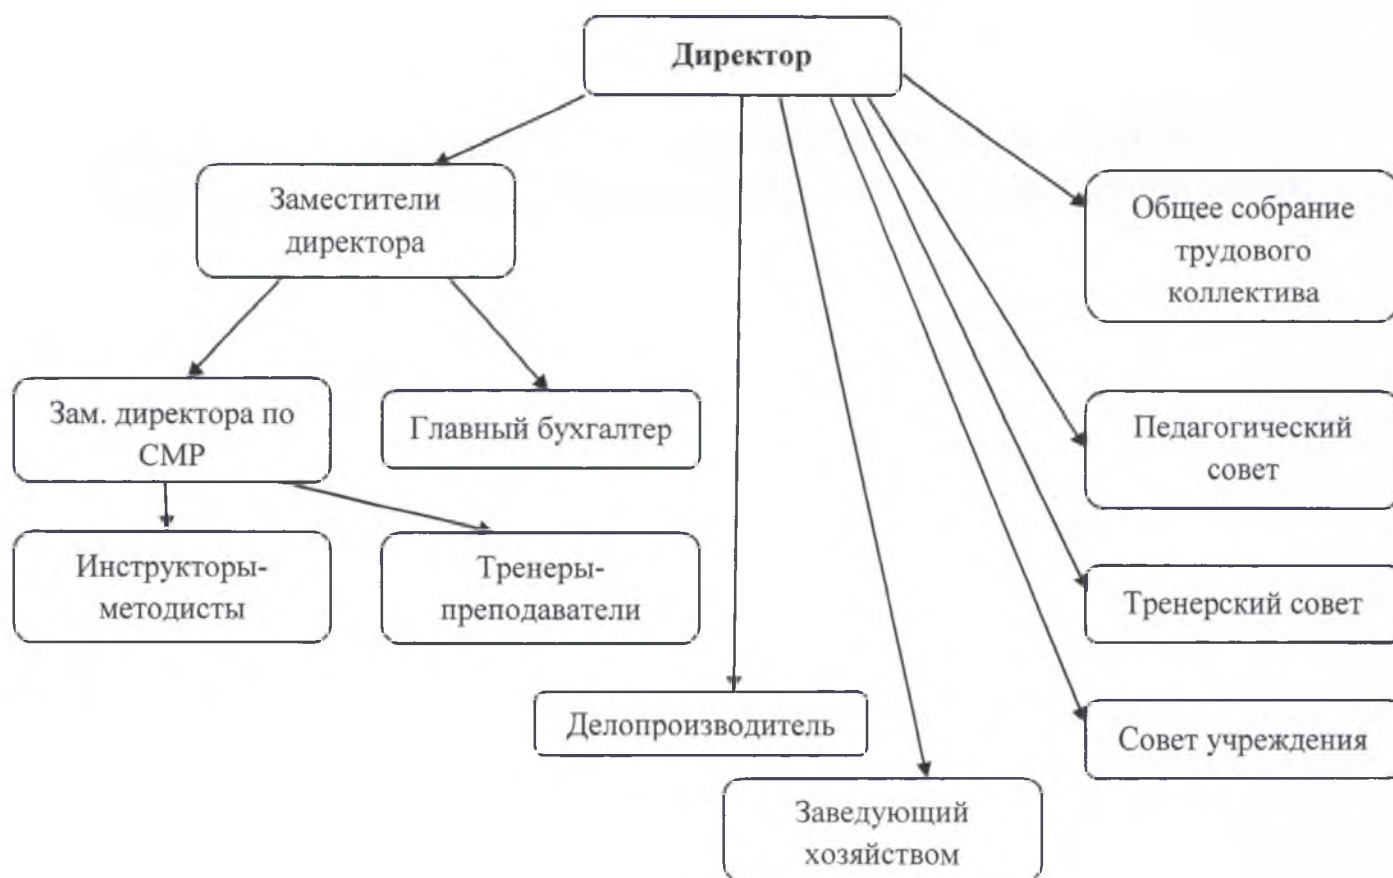 Директор
Заместители
директора
Общее собрание
трудового
коллектива
Зам. директора по
СМР
Главный бухгалтер
Педагогический
совет
Инструкторы-
методисты
Тренеры-
преподаватели
Тренерский совет
Делопроизводитель
Совет учреждения
Заведующий
хозяйством